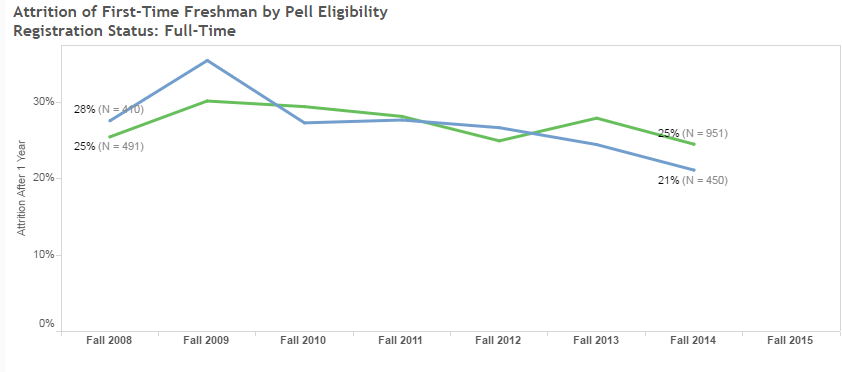 Attrition of First-Time Freshman by Pell Eligibility
Registration Status: Full-Time
Attrition After 1 Year
30%
20%
10%
0%
28% (N = 410)
25% (N = 491)
25% (N = 951)
21% (N = 450)
Fall 2008 Fall 2009 Fall 2010 Fall 2011 Fall 2012 Fall 2013 Fall 2014 Fall 2015